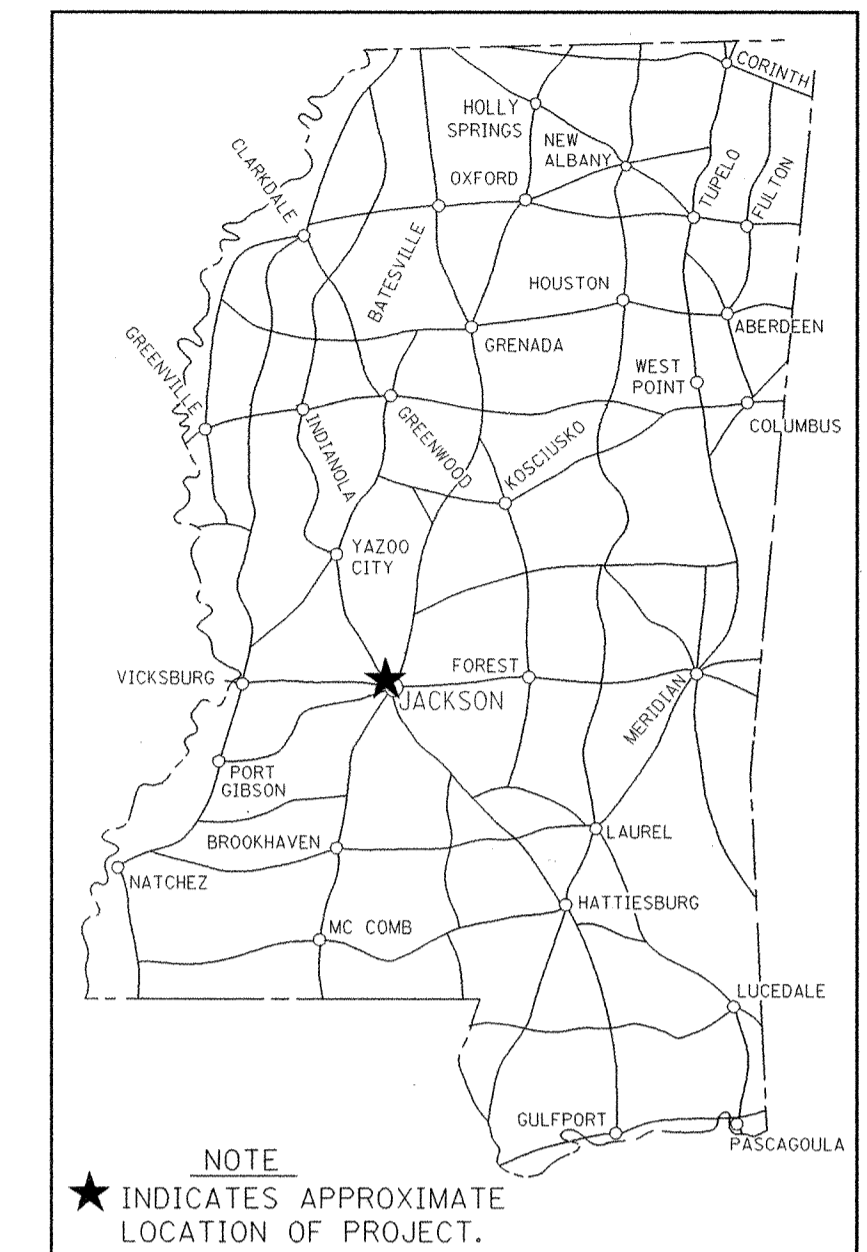 CORINTH
HOLLY
SPRINGS
NEW
ALBANY
CLARKDALE
OXFORD
TUPELO
FULTON
BATESVILLE
HOUSTON
ABERDEEN
GREENVILLE
GRENADA
WEST
POINT
INDIANOLA
GREENWOOD
KOSCIUSKO
COLUMBUS
YAZOO
CITY
VICKSBURG
FOREST
JACKSON
MERIDIAN
PORT
GIBSON
BROOKHAVEN
LAUREL
NATCHEZ
HATTIESBURG
MC COMB
LUCEDALE
GULFPORT
PASCAGOULA
NOTE
INDICATES APPROXIMATE
LOCATION OF PROJECT.